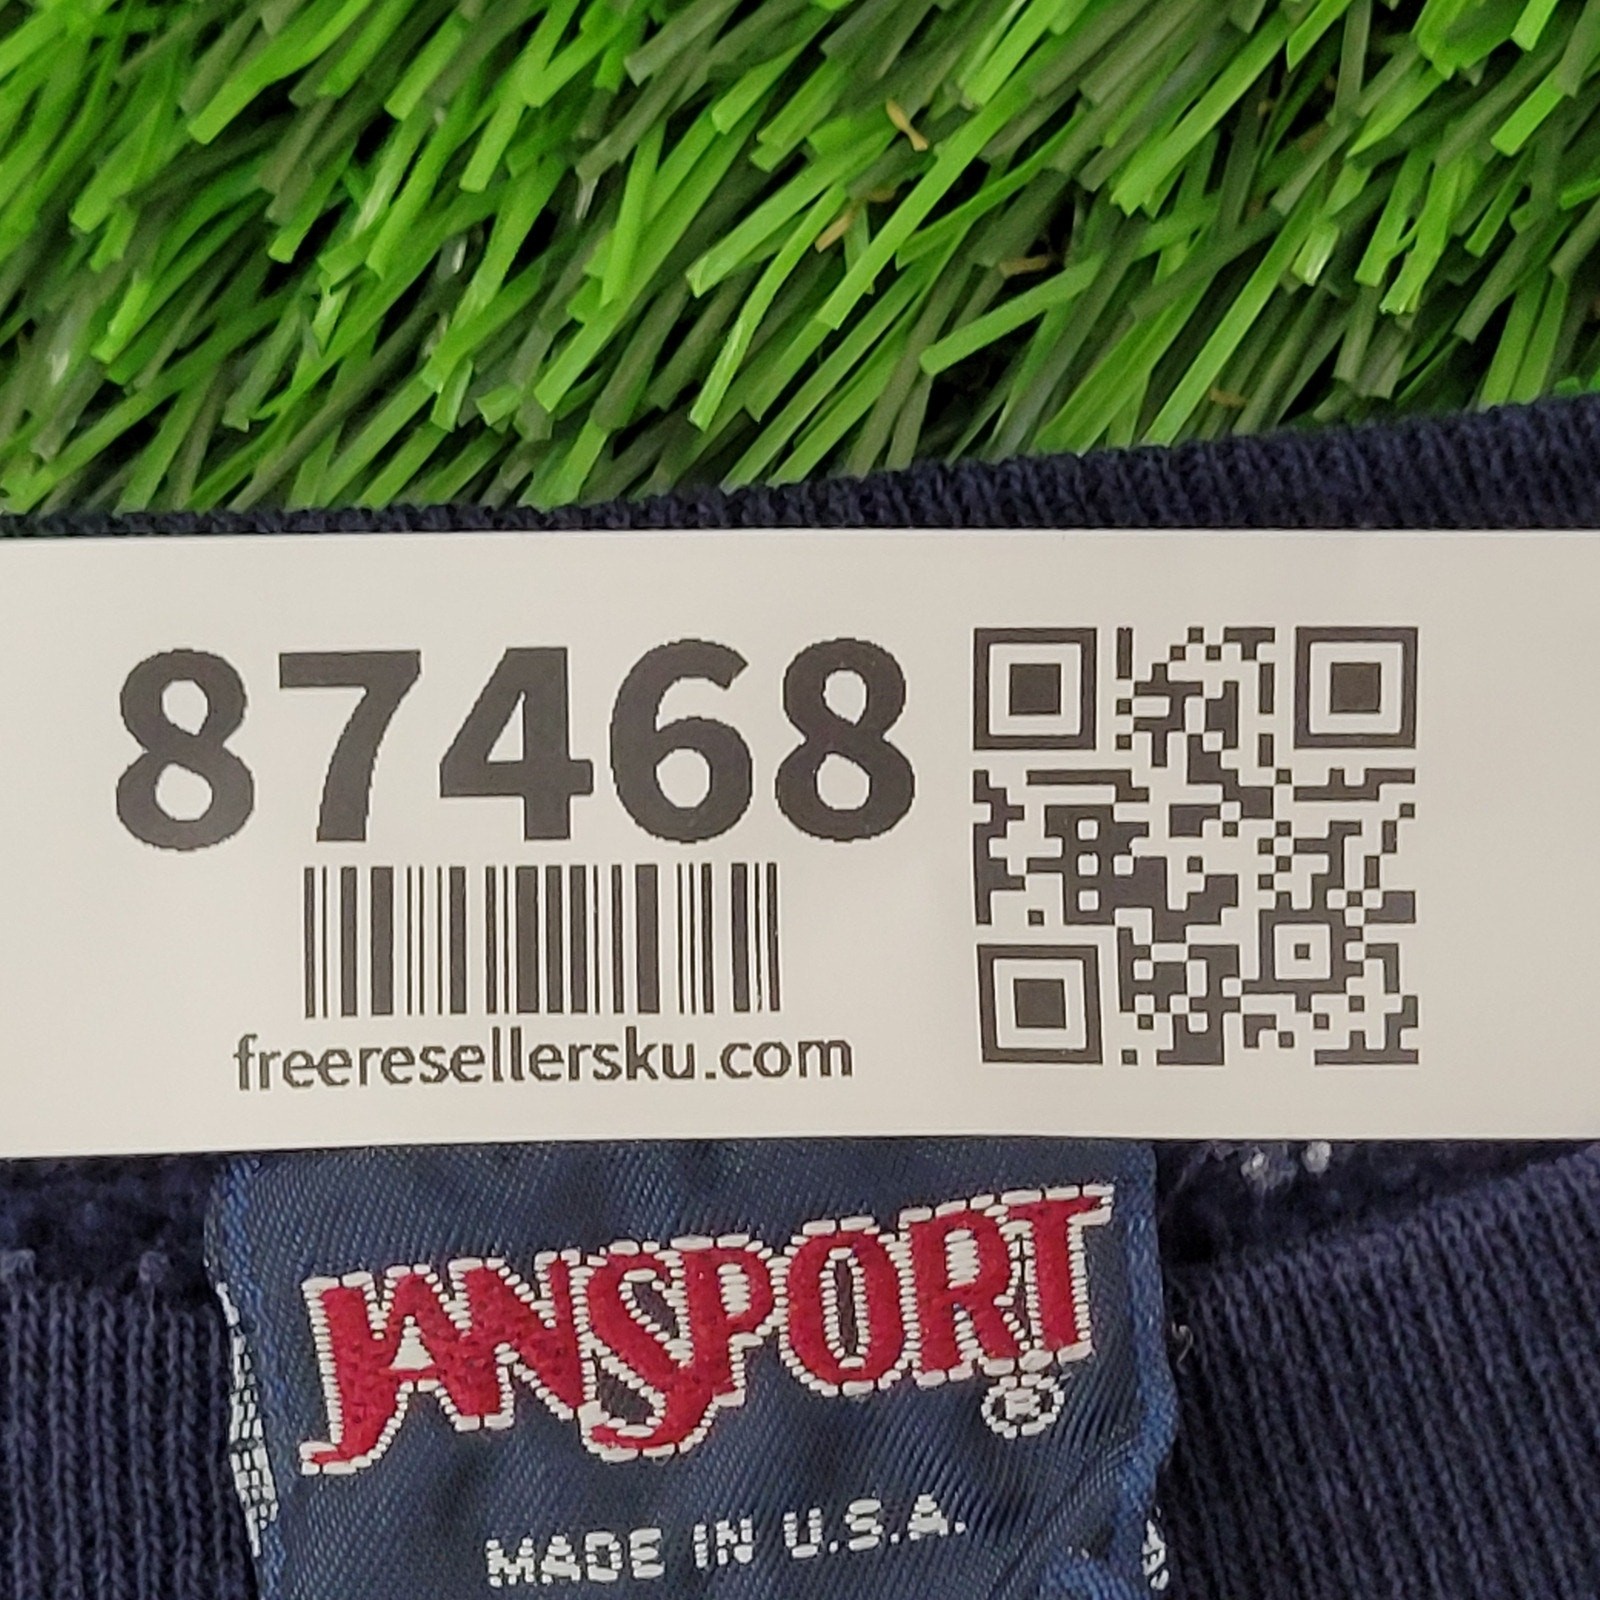 87468
freeresellersku.com
JANSPORT®
MADE IN U.S.A.